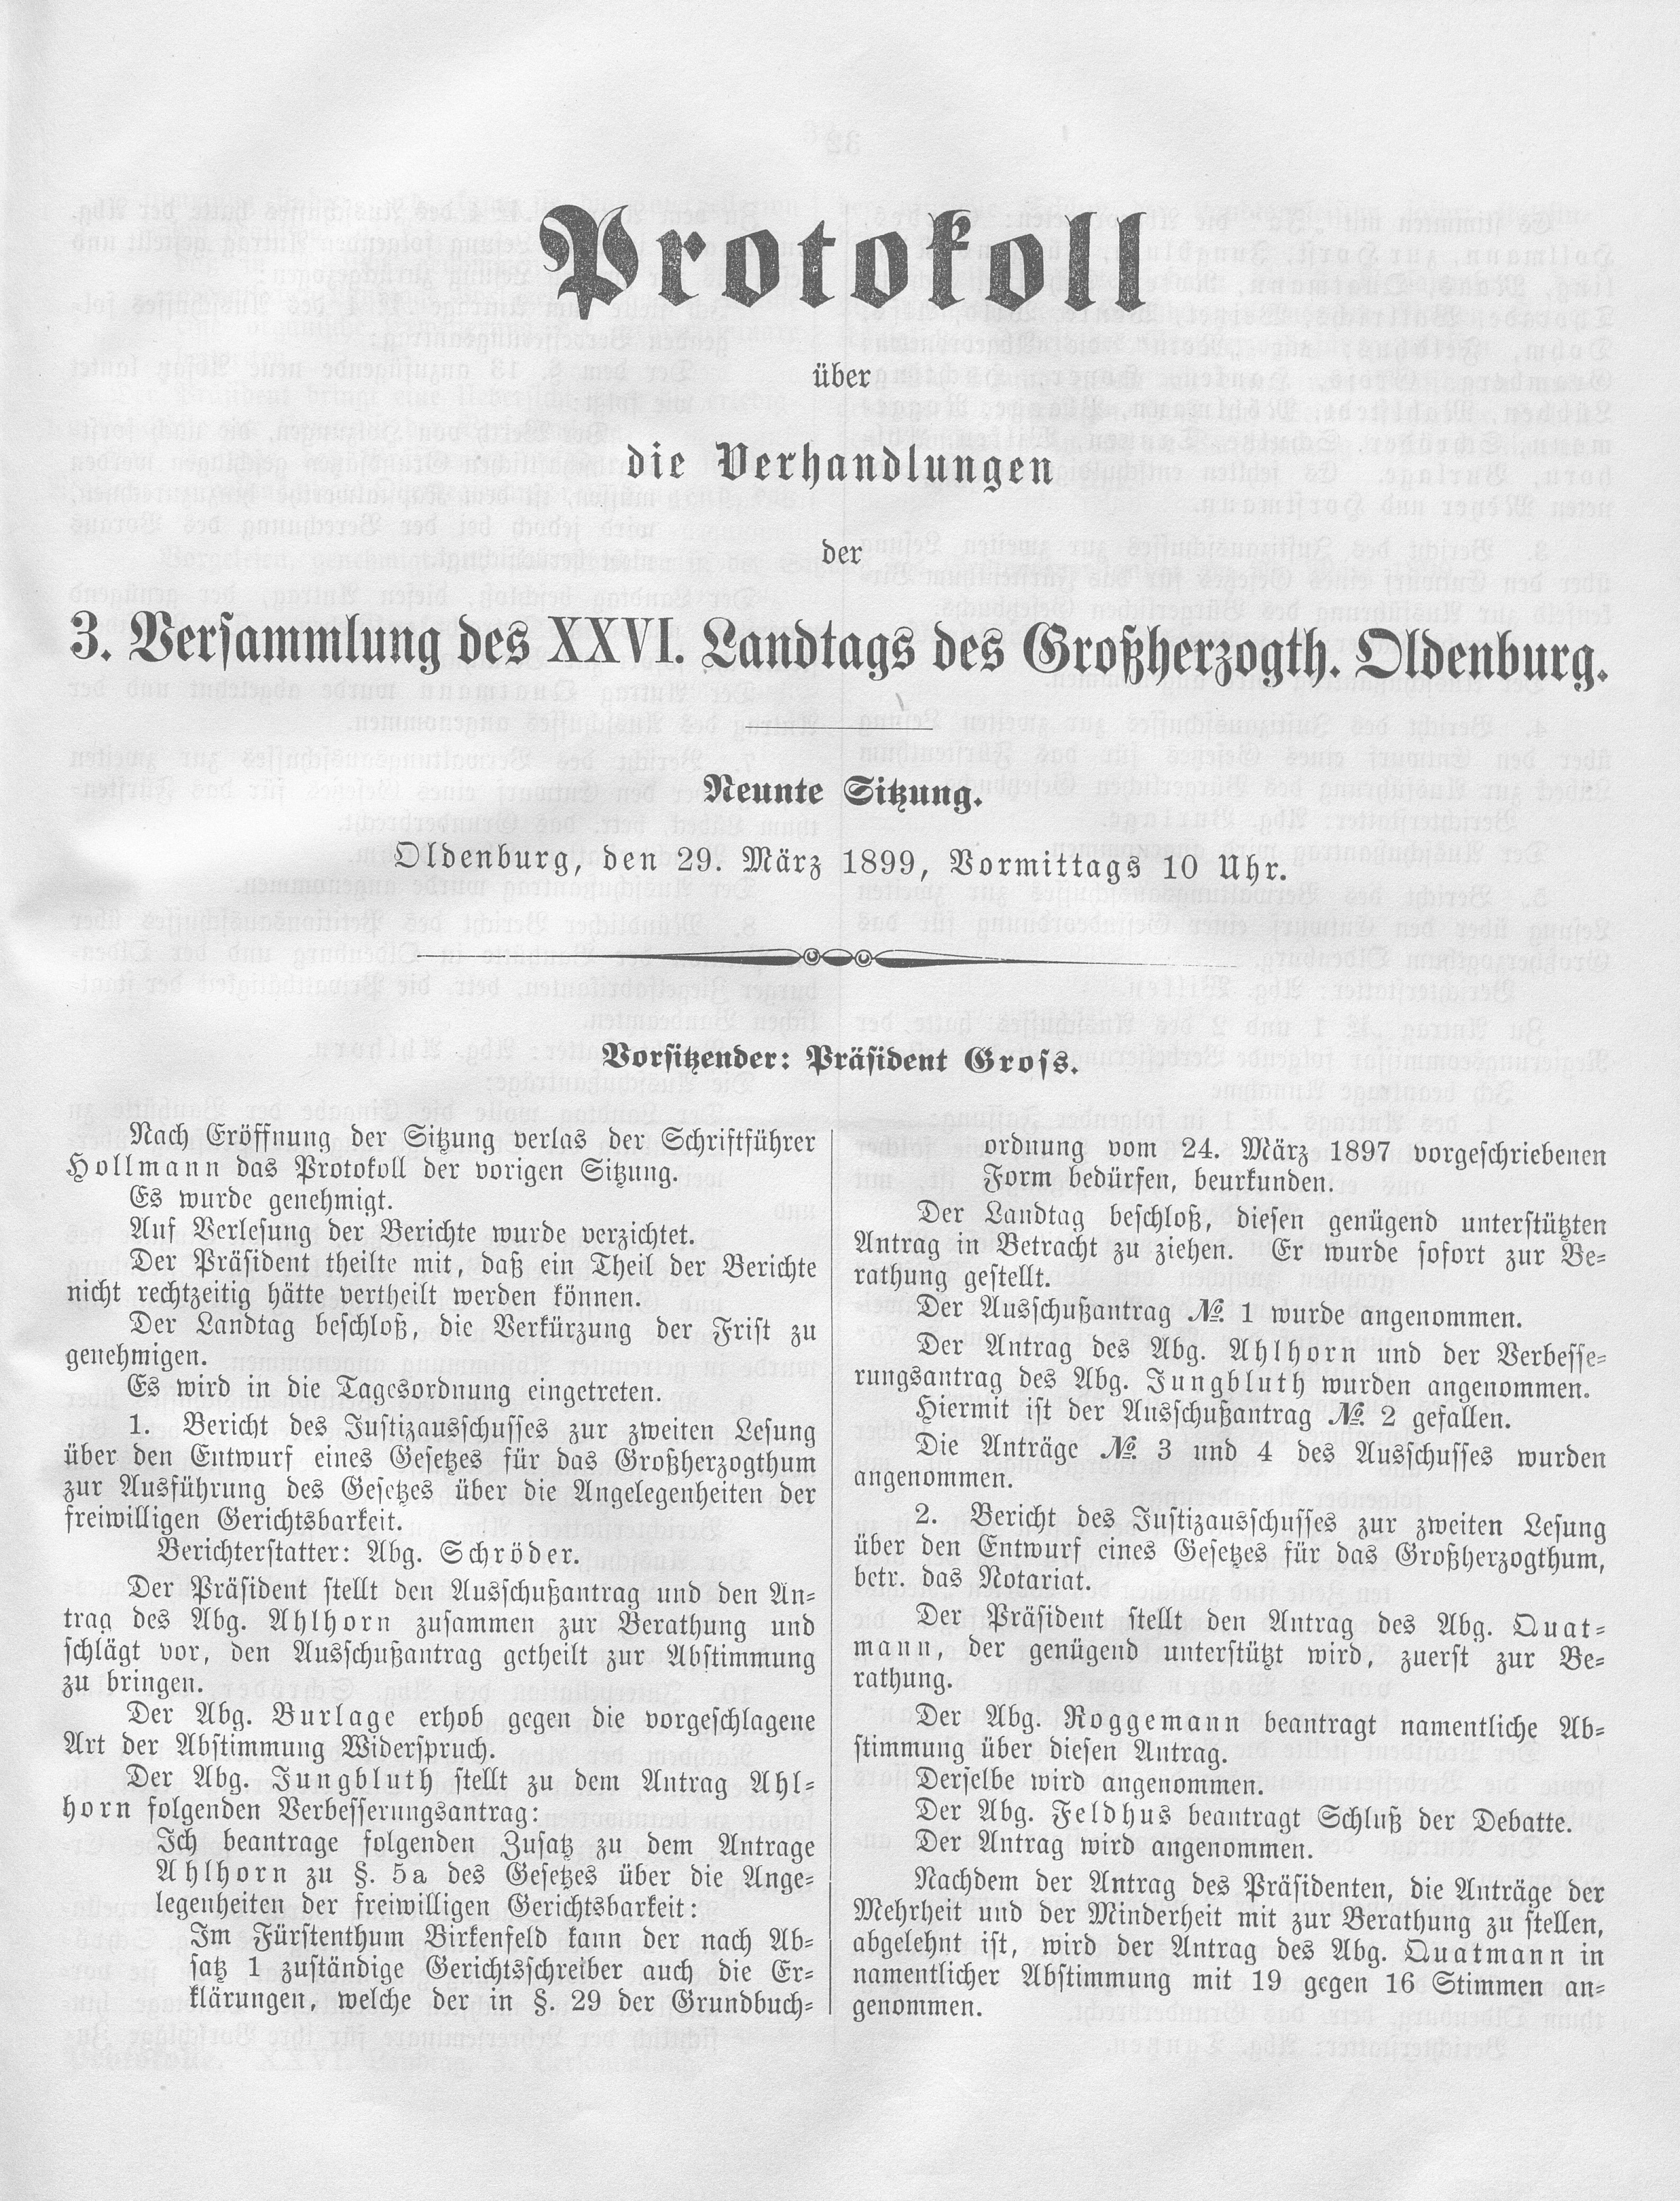 Protokoll
über
die Verhandlungen
der
3. Versammlung des XXVI. Landtags des Großherzogth. Oldenburg.
Neunte Sitzung.
Oldenburg, den 29. März 1899, Vormittags 10 Uhr.
Vorsitzender: Präsident Gross.
Nach Eröffnung der Sitzung verlas der Schriftführer
Hollmann das Protokoll der vorigen Sitzung.
Es wurde genehmigt.
Auf Verlesung der Berichte wurde verzichtet.
Der Präsident theilte mit, daß ein Theil der Berichte
nicht rechtzeitig hätte vertheilt werden können.
Der Landtag beschloß, die Verkürzung der Frist zu
genehmigen.
Es wird in die Tagesordnung eingetreten.
1. Bericht des Justizausschusses zur zweiten Lesung
über den Entwurf eines Gesetzes für das Großherzogthum
zur Ausführung des Gesetzes über die Angelegenheiten der
freiwilligen Gerichtsbarkeit.
Berichterstatter: Abg. Schröder.
Der Präsident stellt den Ausschußantrag und den An-
trag des Abg. Ahlhorn zusammen zur Berathung und
schlägt vor, den Ausschußantrag getheilt zur Abstimmung
zu bringen.
Der Abg. Burlage erhob gegen die vorgeschlagene
Art der Abstimmung Widerspruch.
Der Abg. Jungbluth stellt zu dem Antrag Ahl-
horn folgenden Verbesserungsantrag:
Ich beantrage folgenden Zusatz zu dem Antrage
Ahlhorn zu §. 5a des Gesetzes über die Ange-
legenheiten der freiwilligen Gerichtsbarkeit:
Im Fürstenthum Birkenfeld kann der nach Ab-
satz 1 zuständige Gerichtsschreiber auch die Er-
klärungen, welche der in §. 29 der Grundbuch-
ordnung vom 24. März 1897 vorgeschriebenen
Form bedürfen, beurkunden.
Der Landtag beschloß, diesen genügend unterstützten
Antrag in Betracht zu ziehen. Er wurde sofort zur Be-
rathung gestellt.
Der Ausschußantrag № 1 wurde angenommen.
Der Antrag des Abg. Ahlhorn und der Verbesse-
rungsantrag des Abg. Jungbluth wurden angenommen.
Hiermit ist der Ausschußantrag № 2 gefallen.
Die Anträge № 3 und 4 des Ausschusses wurden
angenommen.
2. Bericht des Justizausschusses zur zweiten Lesung
über den Entwurf eines Gesetzes für das Großherzogthum,
betr. das Notariat.
Der Präsident stellt den Antrag des Abg. Quat-
mann, der genügend unterstützt wird, zuerst zur Be-
rathung.
Der Abg. Roggemann beantragt namentliche Ab-
stimmung über diesen Antrag.
Derselbe wird angenommen.
Der Abg. Feldhus beantragt Schluß der Debatte.
Der Antrag wird angenommen.
Nachdem der Antrag des Präsidenten, die Anträge der
Mehrheit und der Minderheit mit zur Berathung zu stellen,
abgelehnt ist, wird der Antrag des Abg. Quatmann in
namentlicher Abstimmung mit 19 gegen 16 Stimmen an-
genommen.